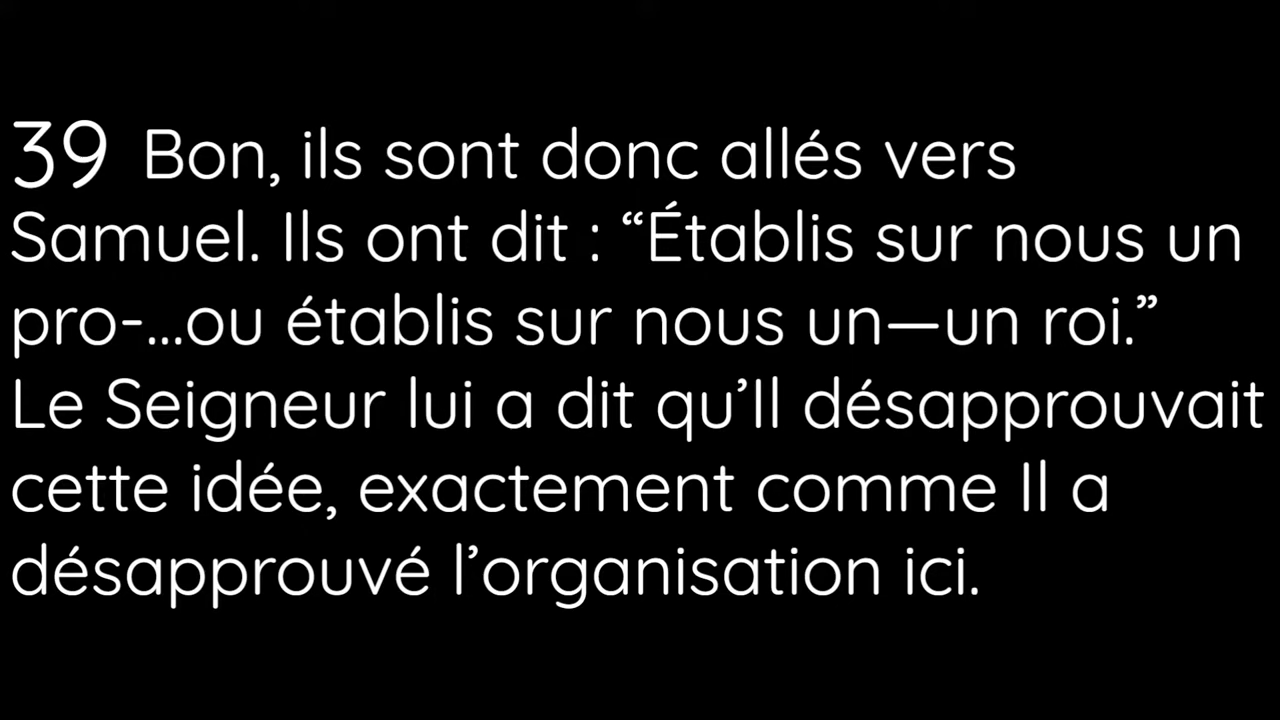 39 Bon, ils sont donc allés vers
Samuel. Ils ont dit : “Établis sur nous un
pro-...ou établis sur nous un—un roi.”
Le Seigneur lui a dit qu’Il désapprouvait
cette idée, exactement comme Il a
désapprouvé l’organisation ici.